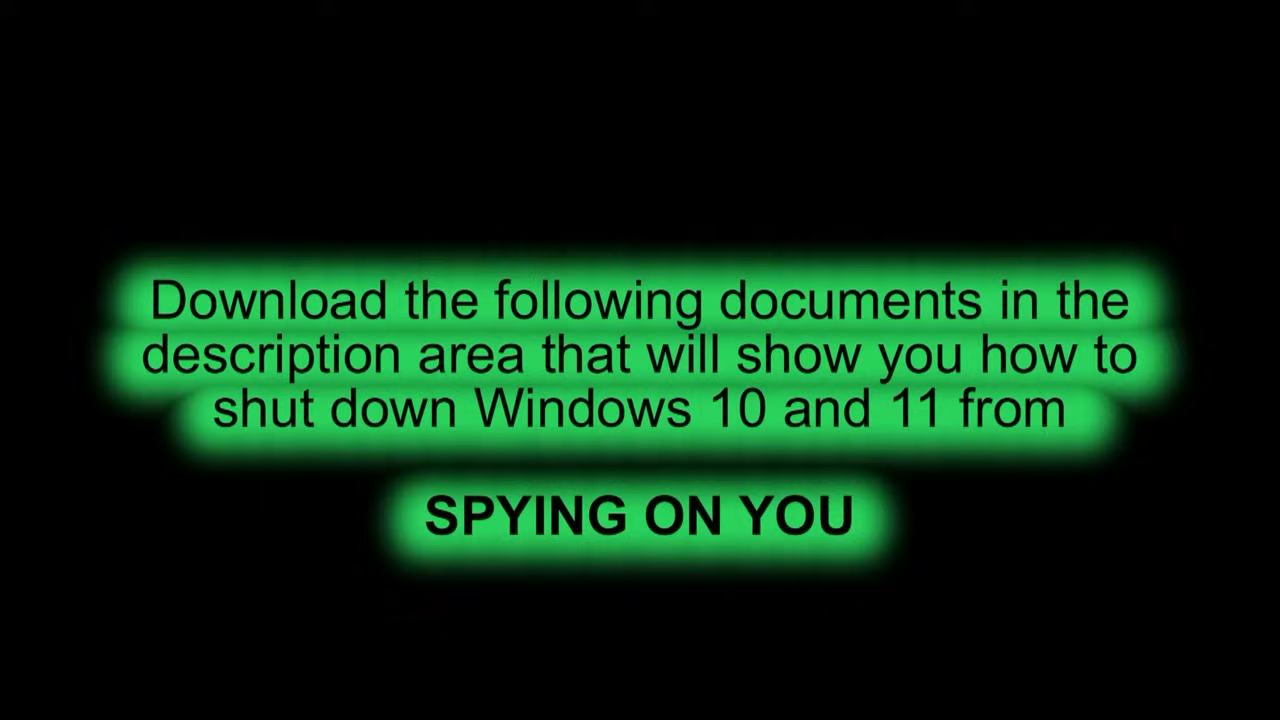 Download the following documents in the
description area that will show you how to
shut down Windows 10 and 11 from
SPYING ON YOU